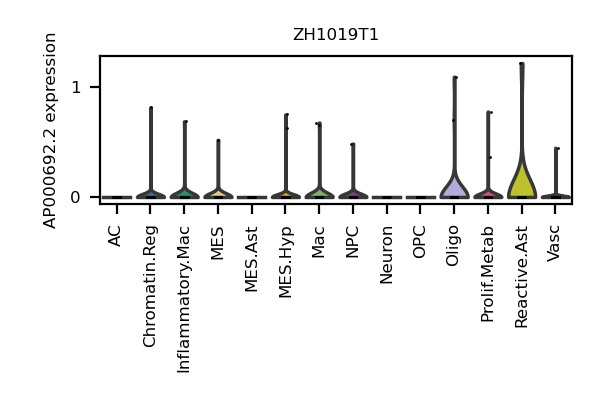 ZH1019T1
AP000692.2 expression
1
0
AC
Chromatin.Reg
Inflammatory.Mac
MES
MES.Ast
MES.Hyp
Mac
NPC
Neuron
OPC
Oligo
Prolif.Metab
Reactive.Ast
Vasc